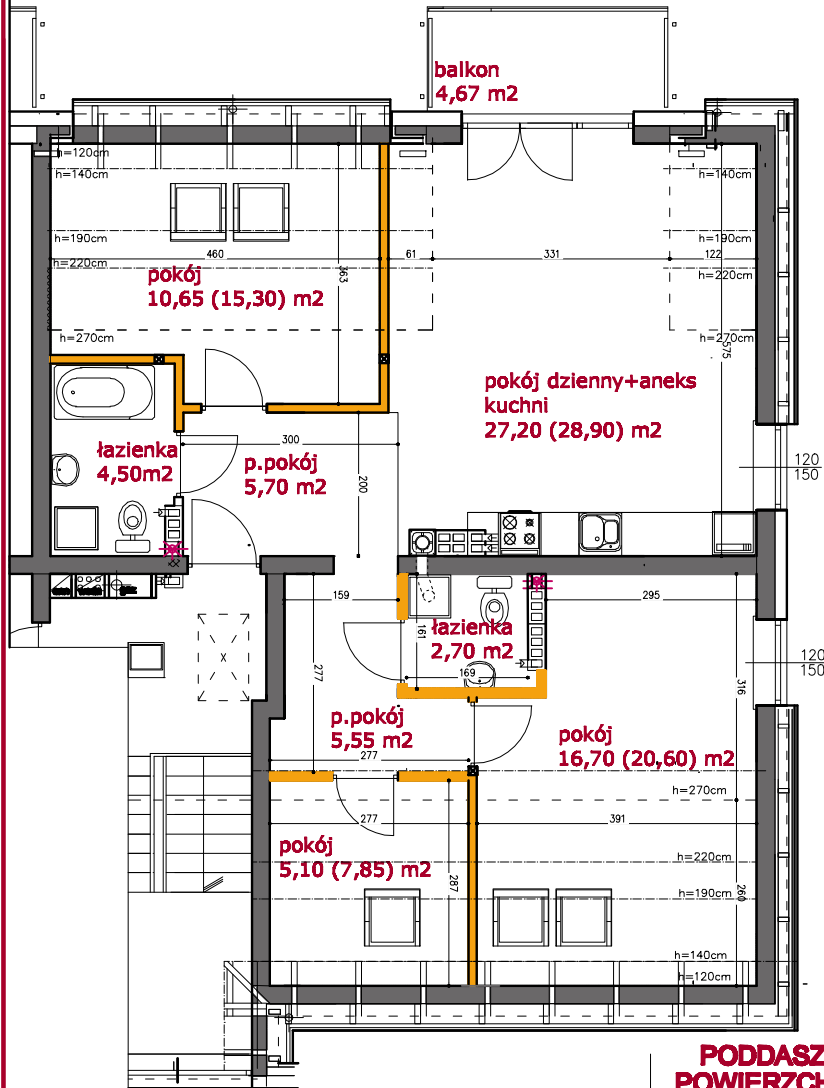 balkon
4,67 m2
h=120cm
h=140cm
h=140cm
h=190cm
h=190cm
460
61
331
122
h=220cm
h=220cm
363
pokój
10,65 (15,30) m2
h=270cm
h=270cm
575
pokój dzienny+aneks
kuchni
27,20 (28,90) m2
300
łazienka
4,50m2
p.pokój
5,70 m2
200
120
150
159
295
161
łazienka
2,70 m2
169
277
316
120
150
p.pokój
5,55 m2
277
pokój
16,70 (20,60) m2
h=270cm
277
391
pokój
5,10 (7,85) m2
287
h=220cm
h=190cm
260
h=140cm
h=120cm
PODDASZ
POWIERZCH